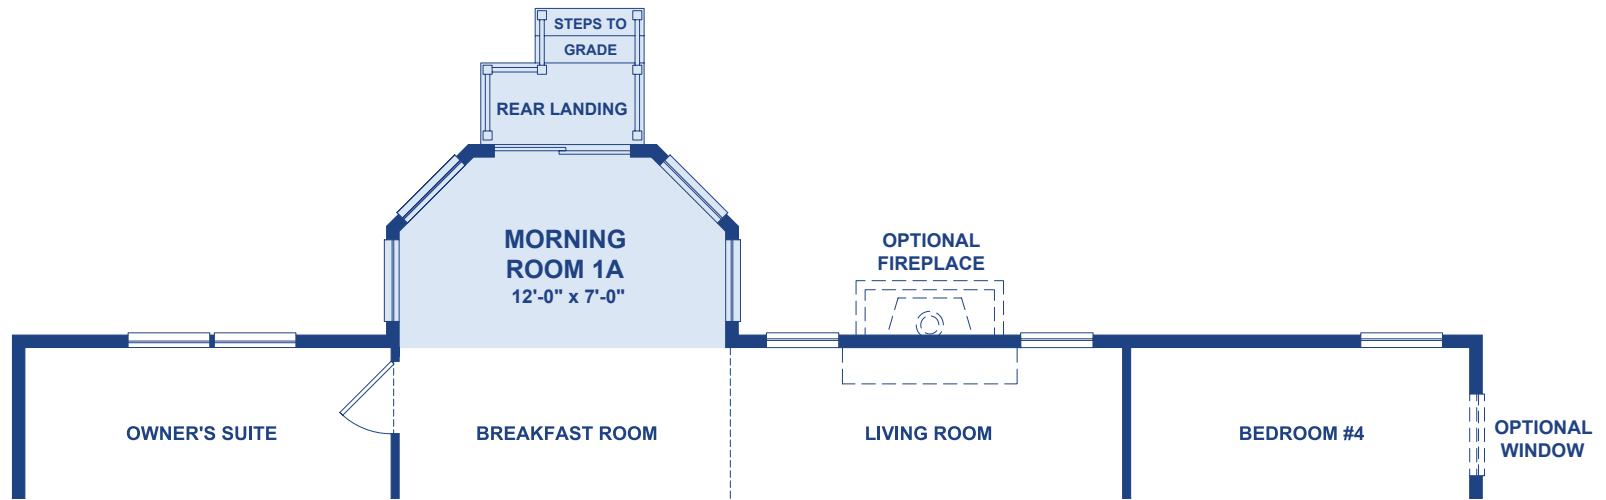 STEPS TO
GRADE
REAR LANDING
MORNING
ROOM 1A
12'-0" x 7'-0"
OPTIONAL
FIREPLACE
OWNER'S SUITE
BREAKFAST ROOM
LIVING ROOM
BEDROOM #4
OPTIONAL
WINDOW